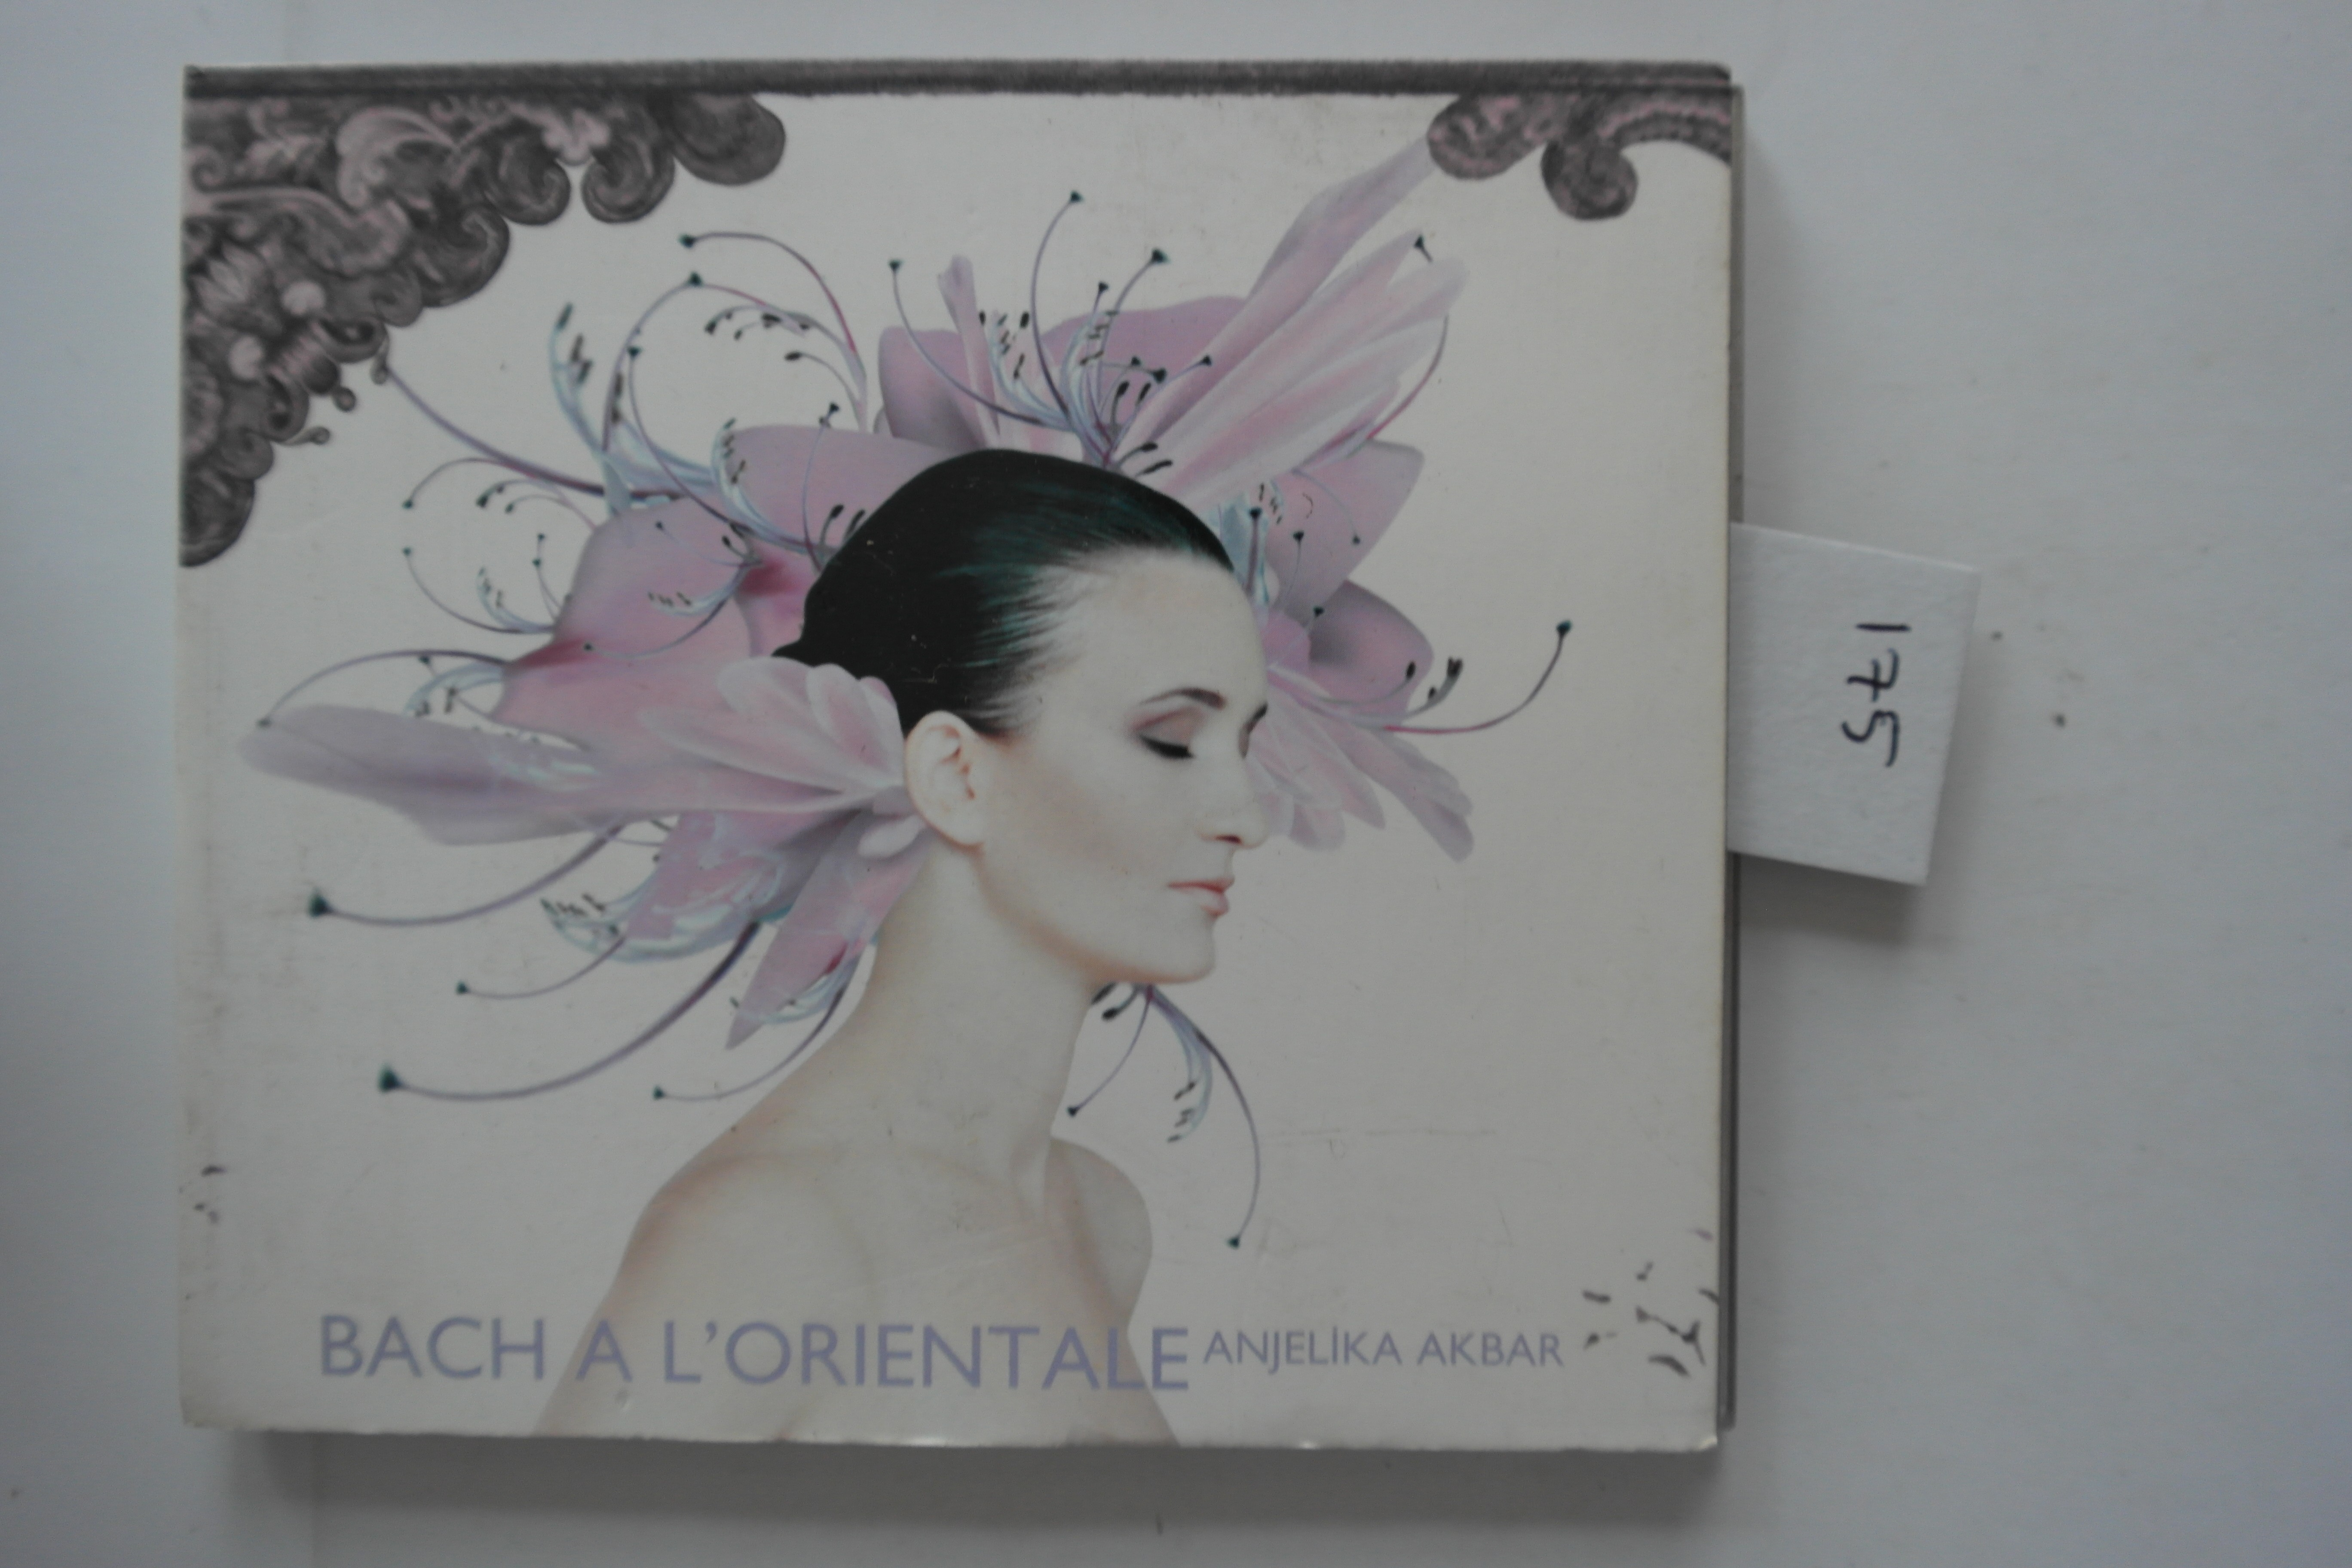 BACH A L'ORIENTALE ANJELİKA AKBAR
175